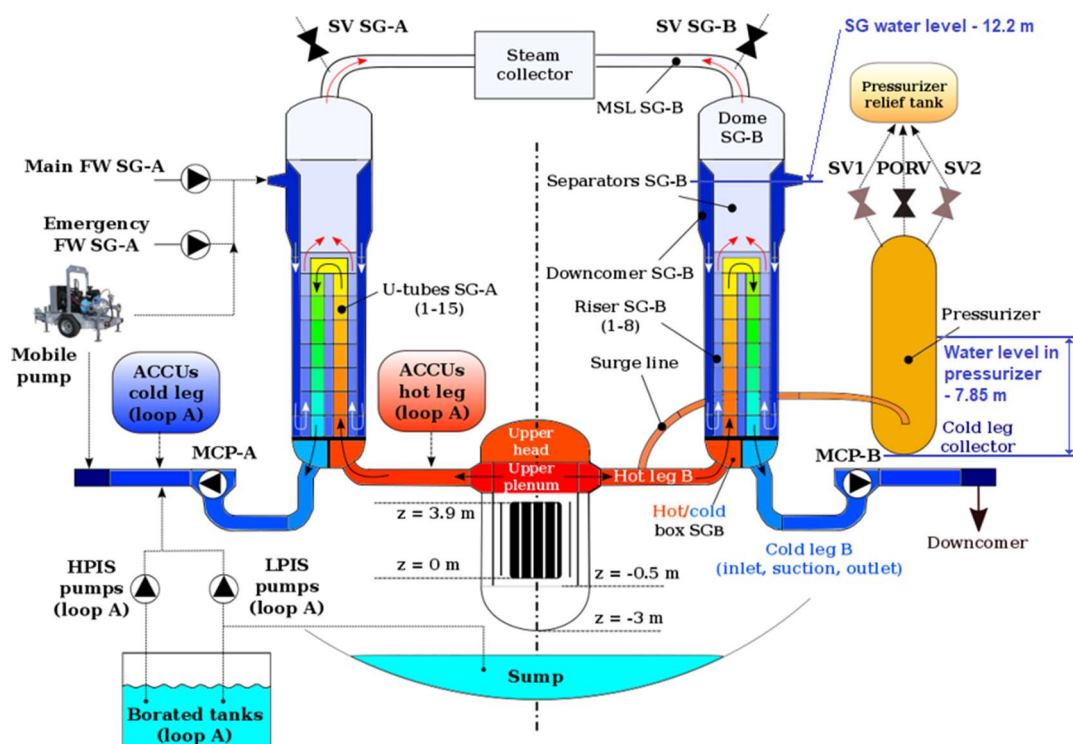 SV SG-A
SV SG-B
SG water level - 12.2 m
Steam
collector
MSL SG-B
Dome
SG-B
Pressurizer
relief tank
Main FW SG-A
Separators SG-B
SV1
PORV
SV2
Emergency
FW SG-A
Downcomer SG-B
U-tubes SG-A
(1-15)
Riser SG-B
(1-8)
Pressurizer
Mobile
pump
Surge line
Water level in
pressurizer
- 7.85 m
ACCUs
cold leg
(loop A)
ACCUs
hot leg
(loop A)
Cold leg
collector
Upper
head
MCP-A
MCP-B
Upper
plenum
Hot leg B
Hot/cold
box SGB
z = 3.9 m
Downcomer
Cold leg B
(inlet, suction, outlet)
HPIS
pumps
(loop A)
LPIS
pumps
(loop A)
z = 0 m
z = -0.5 m
z = -3 m
Sump
Borated tanks
(loop A)